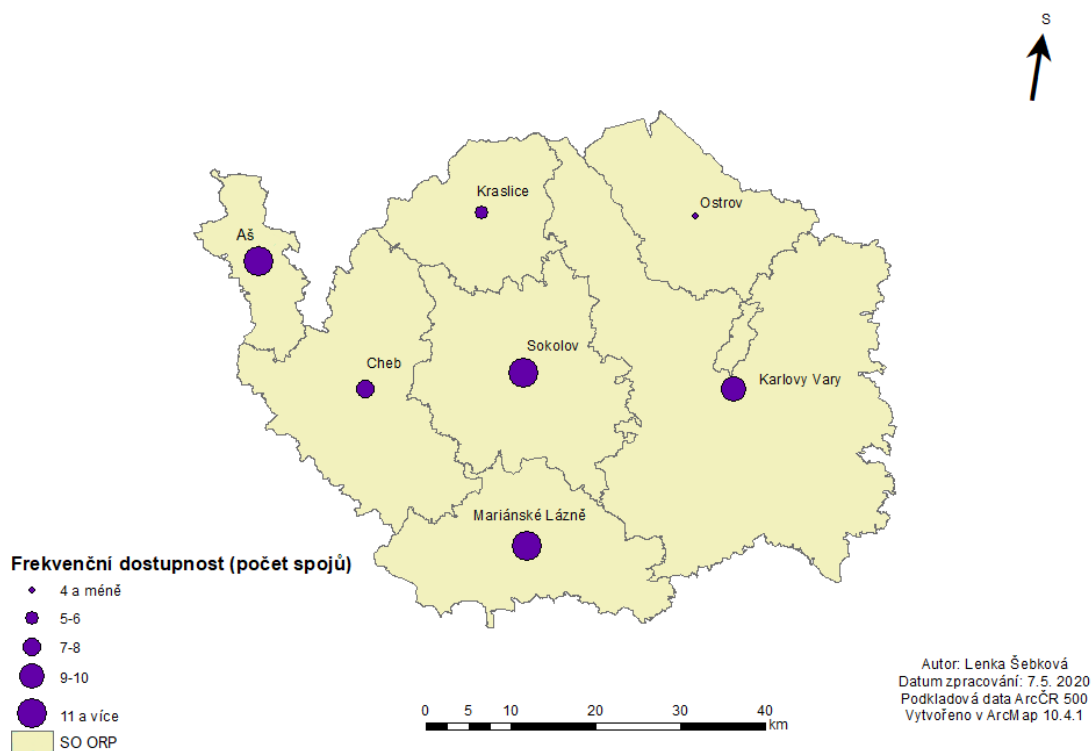 S
Kraslice
Ostrov
Aš
Sokolov
Cheb
Karlovy Vary
Mariánské Lázně
Frekvenční dostupnost (počet spojů)
4 a méně
5-6
7-8
9-10
11 a více
SO ORP
0 5 10 20 30 40
km
Autor: Lenka Šebková
Datum zpracování: 7.5. 2020
Podkladová data ArcČR 500
Vytvořeno v ArcMap 10.4.1